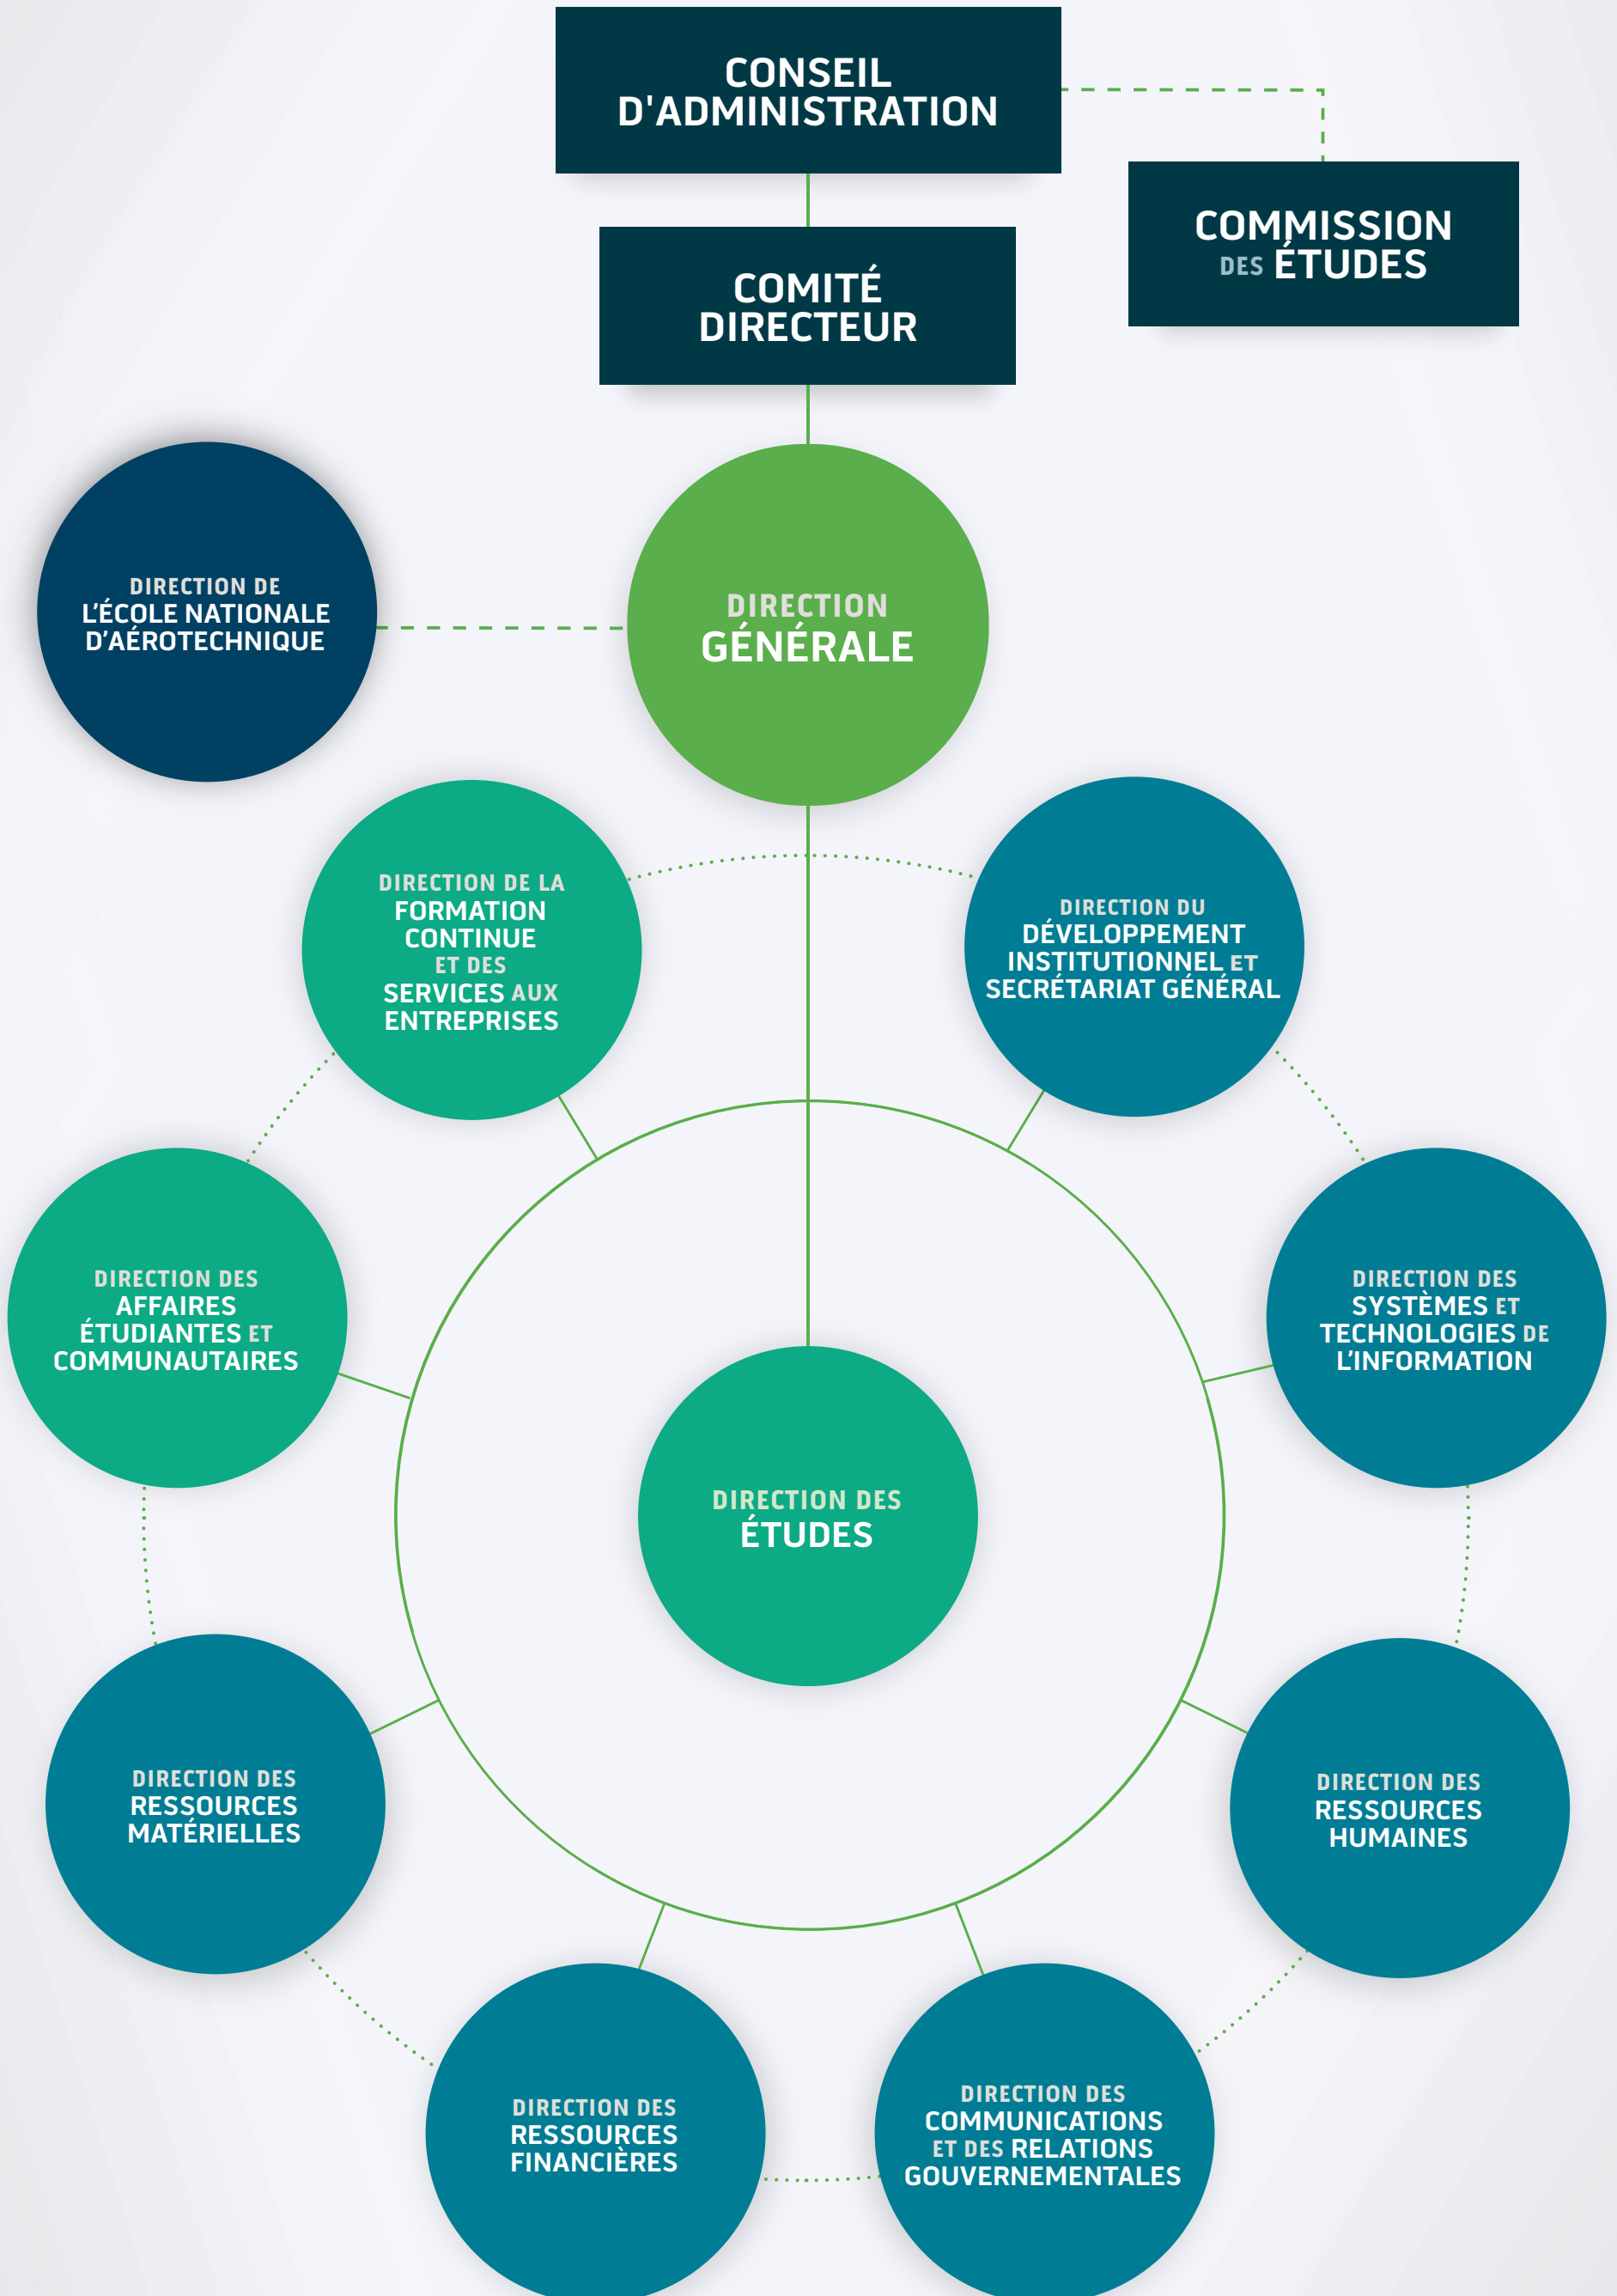 CONSEIL
D'ADMINISTRATION
COMMISSION
DES ÉTUDES
COMITÉ
DIRECTEUR
DIRECTION DE
L’ÉCOLE NATIONALE
D’AÉROTECHNIQUE
DIRECTION
GÉNÉRALE
DIRECTION DE LA
FORMATION
CONTINUE
ET DES
SERVICES AUX
ENTREPRISES
DIRECTION DU
DÉVELOPPEMENT
INSTITUTIONNEL ET
SECRÉTARIAT GÉNÉRAL
DIRECTION DES
AFFAIRES
ÉTUDIANTES ET
COMMUNAUTAIRES
DIRECTION DES
SYSTÈMES ET
TECHNOLOGIES DE
L’INFORMATION
DIRECTION DES
ÉTUDES
DIRECTION DES
RESSOURCES
MATÉRIELLES
DIRECTION DES
RESSOURCES
HUMAINES
DIRECTION DES
RESSOURCES
FINANCIÈRES
DIRECTION DES
COMMUNICATIONS
ET DES RELATIONS
GOUVERNEMENTALES